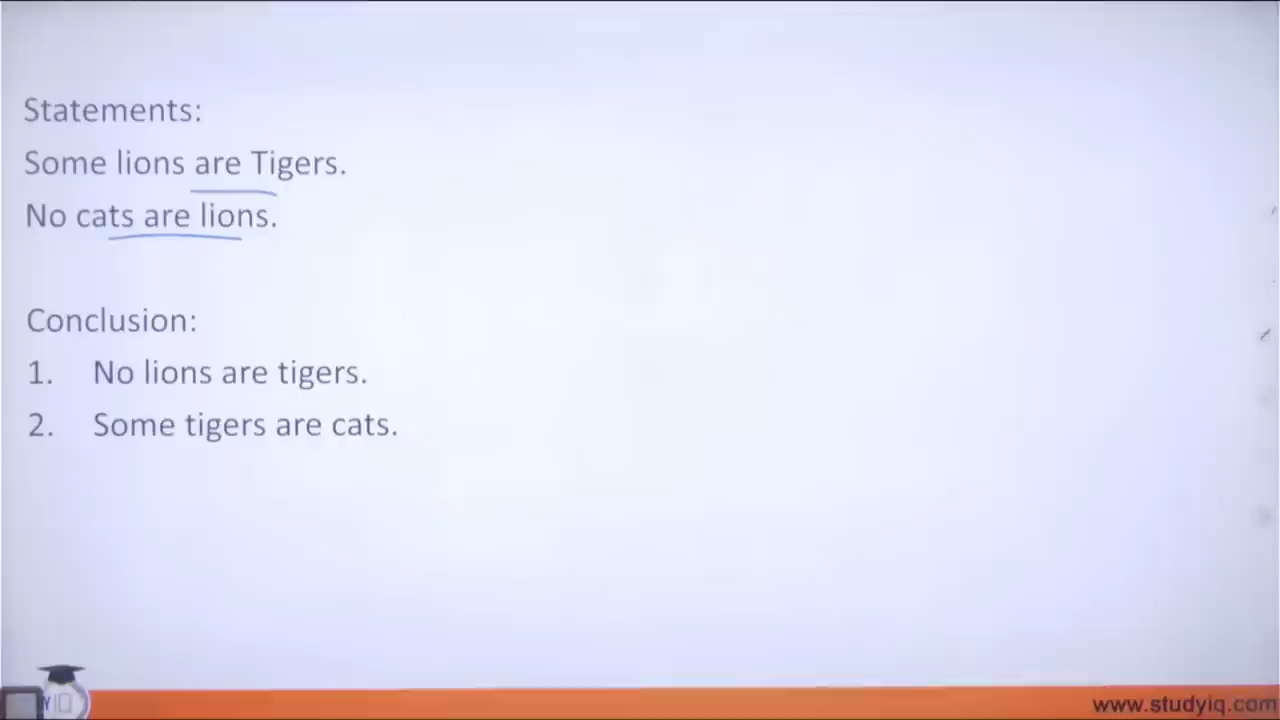 Statements:
Some lions are Tigers.
No cats are lions.
Conclusion:
1. No lions are tigers.
2. Some tigers are cats.
www.studyiq.com